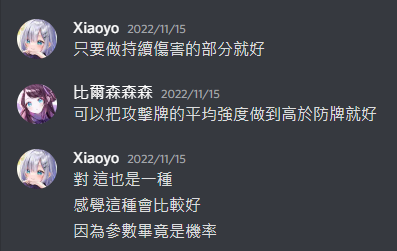 Xiaoyo 2022/11/15
只要做持續傷害的部分就好
比爾森森森 2022/11/15
可以把攻擊牌的平均強度做到高於防牌就好
Xiaoyo 2022/11/15
對 這也是一種
感覺這種會比較好
因為參數畢竟是機率